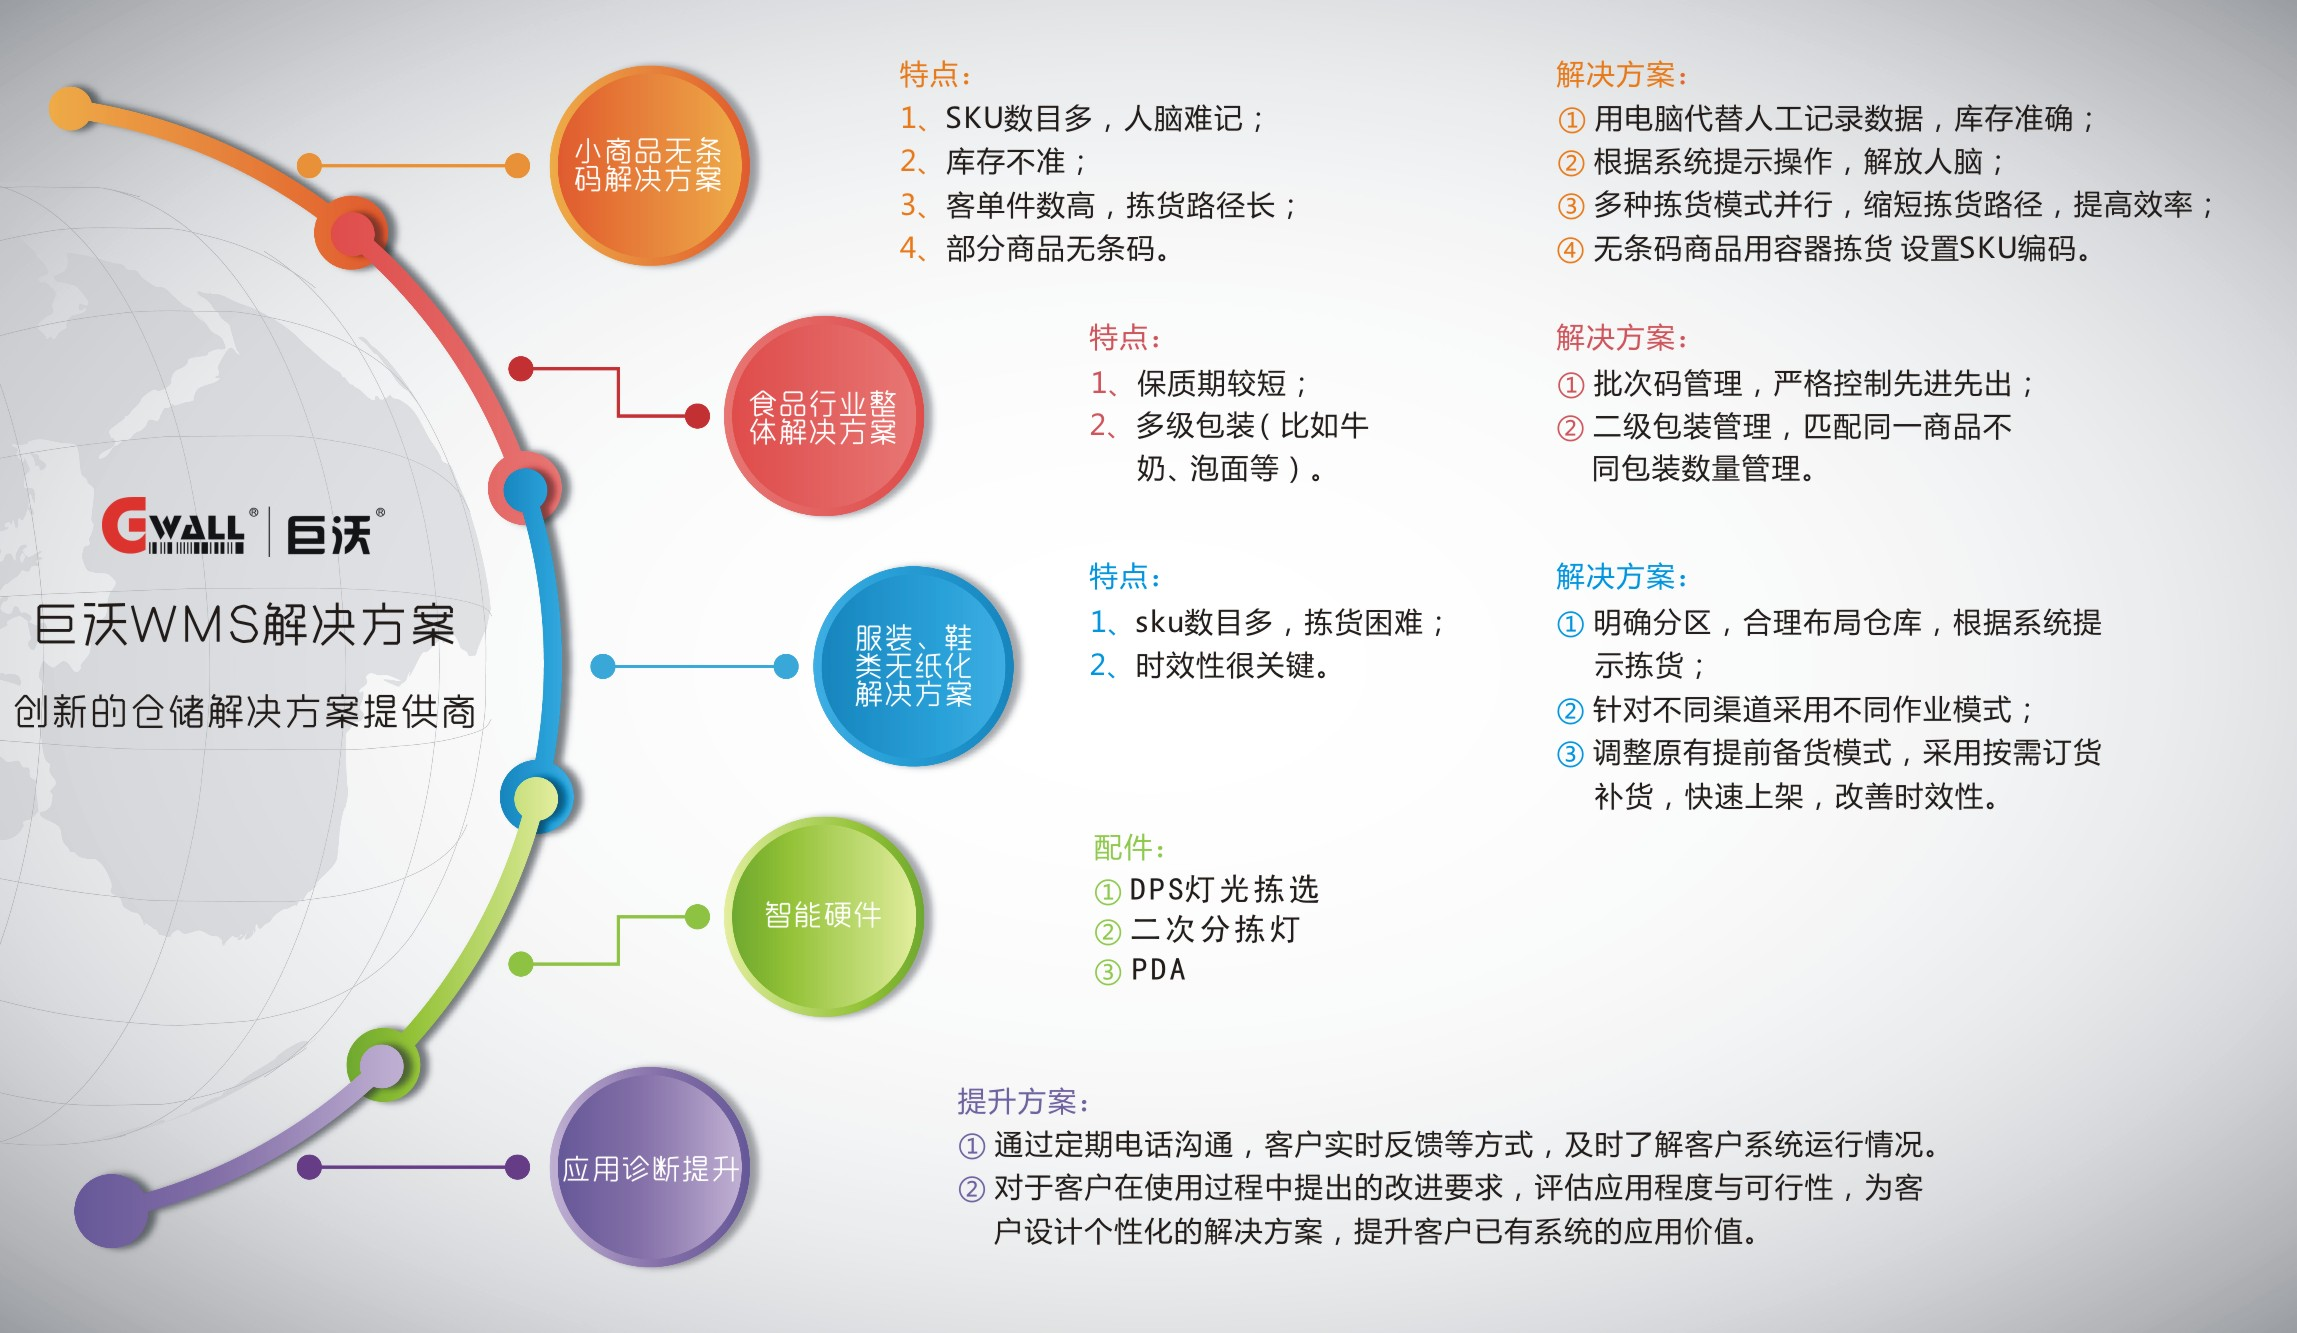 GWALL® | 巨沃®
巨沃WMS解决方案
创新的仓储解决方案提供商
小商品无条
码解决方案
特点：
1、SKU数目多，人脑难记；
2、库存不准；
3、客单件数高，拣货路径长；
4、部分商品无条码。
解决方案：
① 用电脑代替人工记录数据，库存准确；
② 根据系统提示操作，解放人脑；
③ 多种拣货模式并行，缩短拣货路径，提高效率；
④ 无条码商品用容器拣货 设置SKU编码。
食品行业整
体解决方案
特点：
1、保质期较短；
2、多级包装（比如牛
奶、泡面等）。
解决方案：
① 批次码管理，严格控制先进先出；
② 二级包装管理，匹配同一商品不
同包装数量管理。
服装、鞋
类无纸化
解决方案
特点：
1、sku数目多，拣货困难；
2、时效性很关键。
解决方案：
① 明确分区，合理布局仓库，根据系统提
示拣货；
② 针对不同渠道采用不同作业模式；
③ 调整原有提前备货模式，采用按需订货
补货，快速上架，改善时效性。
智能硬件
配件：
① DPS灯光拣选
② 二次分拣灯
③ PDA
应用诊断提升
提升方案：
① 通过定期电话沟通，客户实时反馈等方式，及时了解客户系统运行情况。
② 对于客户在使用过程中提出的改进要求，评估应用程度与可行性，为客
户设计个性化的解决方案，提升客户已有系统的应用价值。